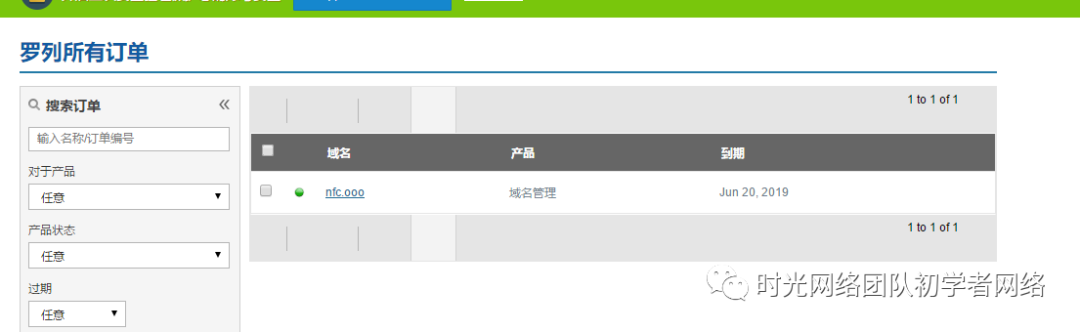 罗列所有订单
搜索订单
输入名称/订单编号
对于产品
任意
产品状态
任意
过期
任意
1 to 1 of 1
域名 产品 到期
nfc.ooo 域名管理 Jun 20, 2019
1 to 1 of 1
时光网络团队初学者网络